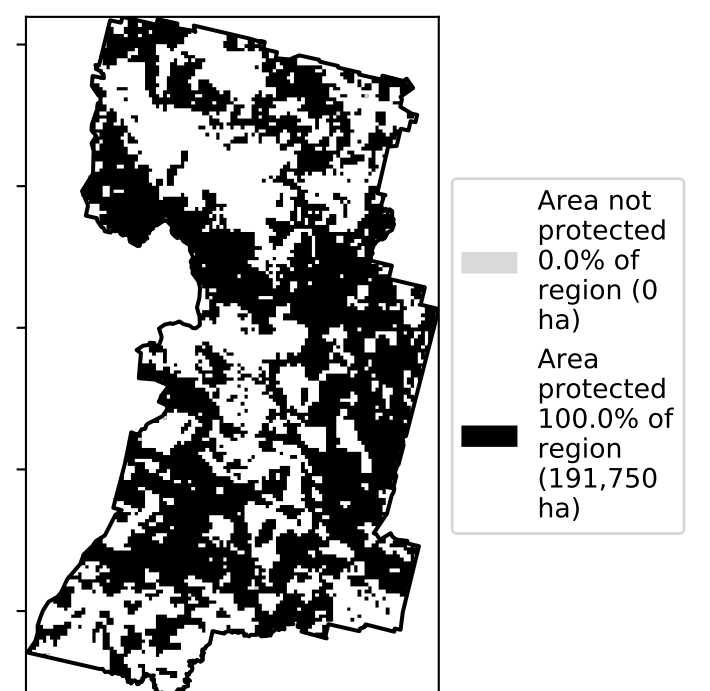 Area not
protected
0.0% of
region (0
ha)
Area
protected
100.0% of
region
(191,750
ha)